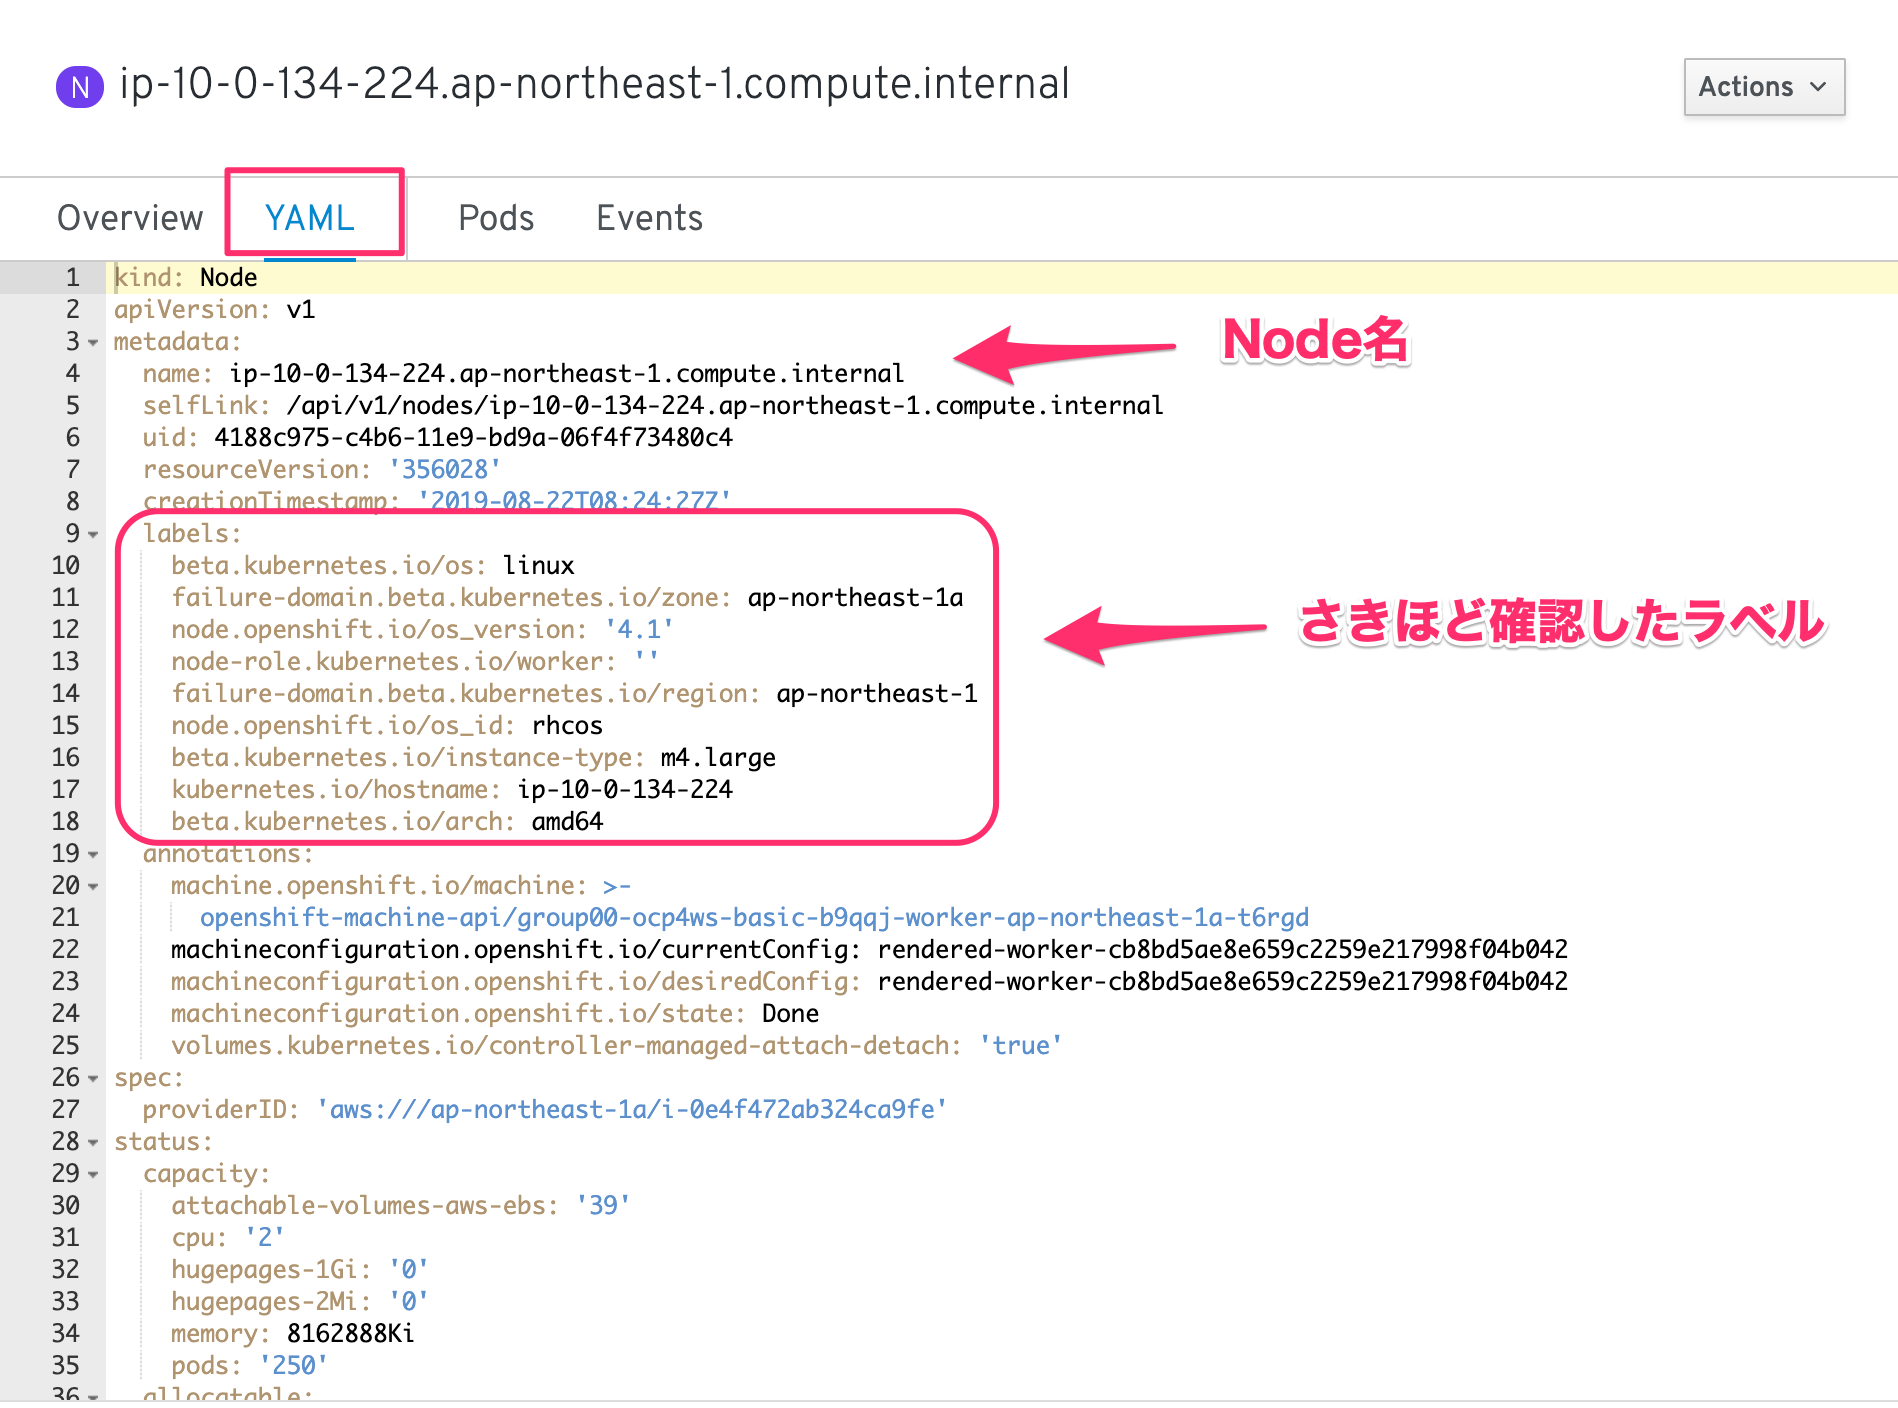 N ip-10-0-134-224.ap-northeast-1.compute.internal
Actions
Overview YAML Pods Events
1 kind: Node
2 apiVersion: v1
3 metadata:
Node名
4 name: ip-10-0-134-224.ap-northeast-1.compute.internal
5 selfLink: /api/v1/nodes/ip-10-0-134-224.ap-northeast-1.compute.internal
6 uid: 4188c975-c4b6-11e9-bd9a-06f4f73480c4
7 resourceVersion: '356028'
8 creationTimestamp: '2019-08-22T08:24:27Z'
9 labels:
10 beta.kubernetes.io/os: linux
11 failure-domain.beta.kubernetes.io/zone: ap-northeast-1a
12 node.openshift.io/os_version: '4.1'
さきほど確認したラベル
13 node-role.kubernetes.io/worker: ''
14 failure-domain.beta.kubernetes.io/region: ap-northeast-1
15 node.openshift.io/os_id: rhcos
16 beta.kubernetes.io/instance-type: m4.large
17 kubernetes.io/hostname: ip-10-0-134-224
18 beta.kubernetes.io/arch: amd64
19 annotations:
20 machine.openshift.io/machine: >-
21 openshift-machine-api/group00-ocp4ws-basic-b9qqj-worker-ap-northeast-1a-t6rgd
22 machineconfiguration.openshift.io/currentConfig: rendered-worker-cb8bd5ae8e659c2259e217998f04b042
23 machineconfiguration.openshift.io/desiredConfig: rendered-worker-cb8bd5ae8e659c2259e217998f04b042
24 machineconfiguration.openshift.io/state: Done
25 volumes.kubernetes.io/controller-managed-attach-detach: 'true'
26 spec:
27 providerID: 'aws:///ap-northeast-1a/i-0e4f472ab324ca9fe'
28 status:
29 capacity:
30 attachable-volumes-aws-ebs: '39'
31 cpu: '2'
32 hugepages-1Gi: '0'
33 hugepages-2Mi: '0'
34 memory: 8162888Ki
35 pods: '250'
36 allocatable: